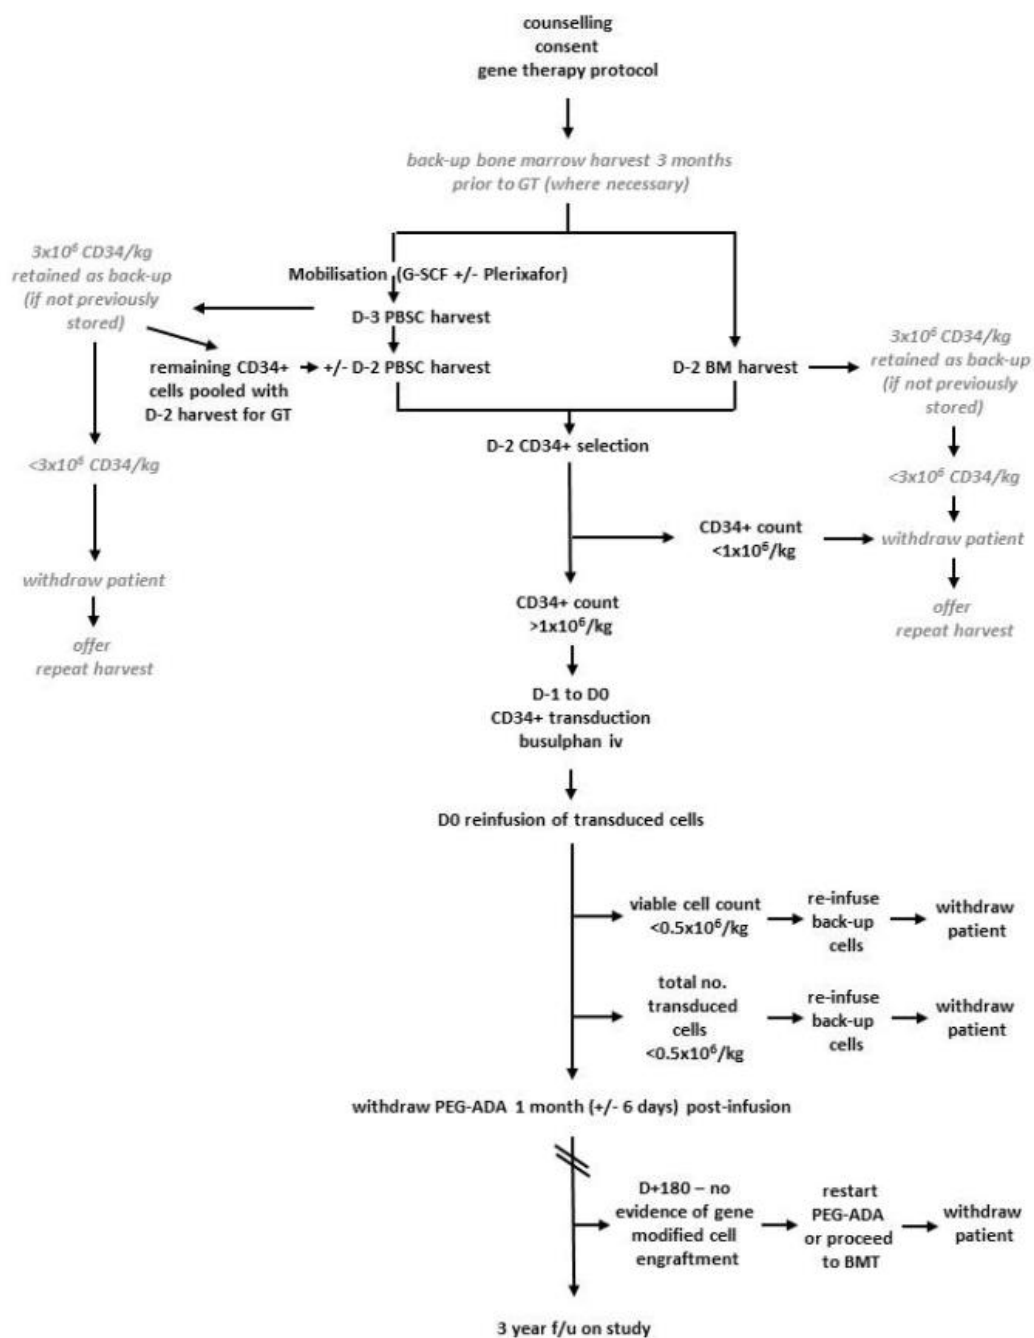 counselling
consent
gene therapy protocol
back-up bone marrow harvest 3 months
prior to GT (where necessary)
3x10⁶ CD34/kg
retained as back-up
(if not previously
stored)
Mobilisation (G-SCF +/- Plerixafor)
D-3 PBSC harvest
remaining CD34+
cells pooled with
D-2 harvest for GT
+/- D-2 PBSC harvest
D-2 BM harvest
3x10⁶ CD34/kg
retained as back-up
(if not previously
stored)
D-2 CD34+ selection
<3x10⁶ CD34/kg
<3x10⁶ CD34/kg
CD34+ count
<1x10⁶/kg
withdraw patient
withdraw patient
offer
repeat harvest
CD34+ count
>1x10⁶/kg
offer
repeat harvest
D-1 to D0
CD34+ transduction
busulphan iv
D0 reinfusion of transduced cells
viable cell count
<0.5x10⁶/kg
re-infuse
back-up
cells
withdraw
patient
total no.
transduced
cells
<0.5x10⁶/kg
re-infuse
back-up
cells
withdraw
patient
withdraw PEG-ADA 1 month (+/- 6 days) post-infusion
D+180 – no
evidence of gene
modified cell
engraftment
restart
PEG-ADA
or proceed
to BMT
withdraw
patient
3 year f/u on study